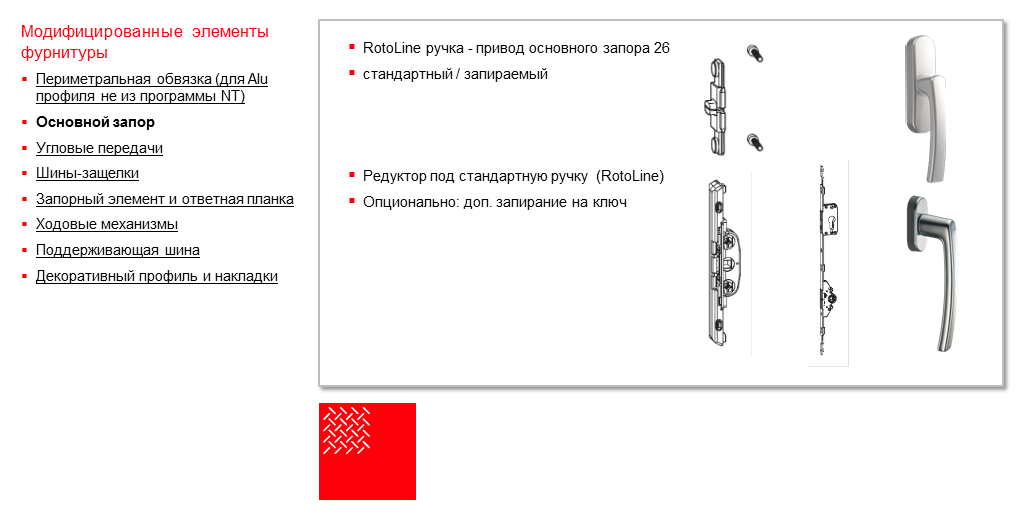 Модифицированные элементы
фурнитуры
Периметральная обвязка (для Alu
профиля не из программы NT)
Основной запор
Угловые передачи
Шины-защелки
Запорный элемент и ответная планка
Ходовые механизмы
Поддерживающая шина
Декоративный профиль и накладки
RotoLine ручка - привод основного запора 26
стандартный / запираемый
Редуктор под стандартную ручку (RotoLine)
Опционально: доп. запирание на ключ